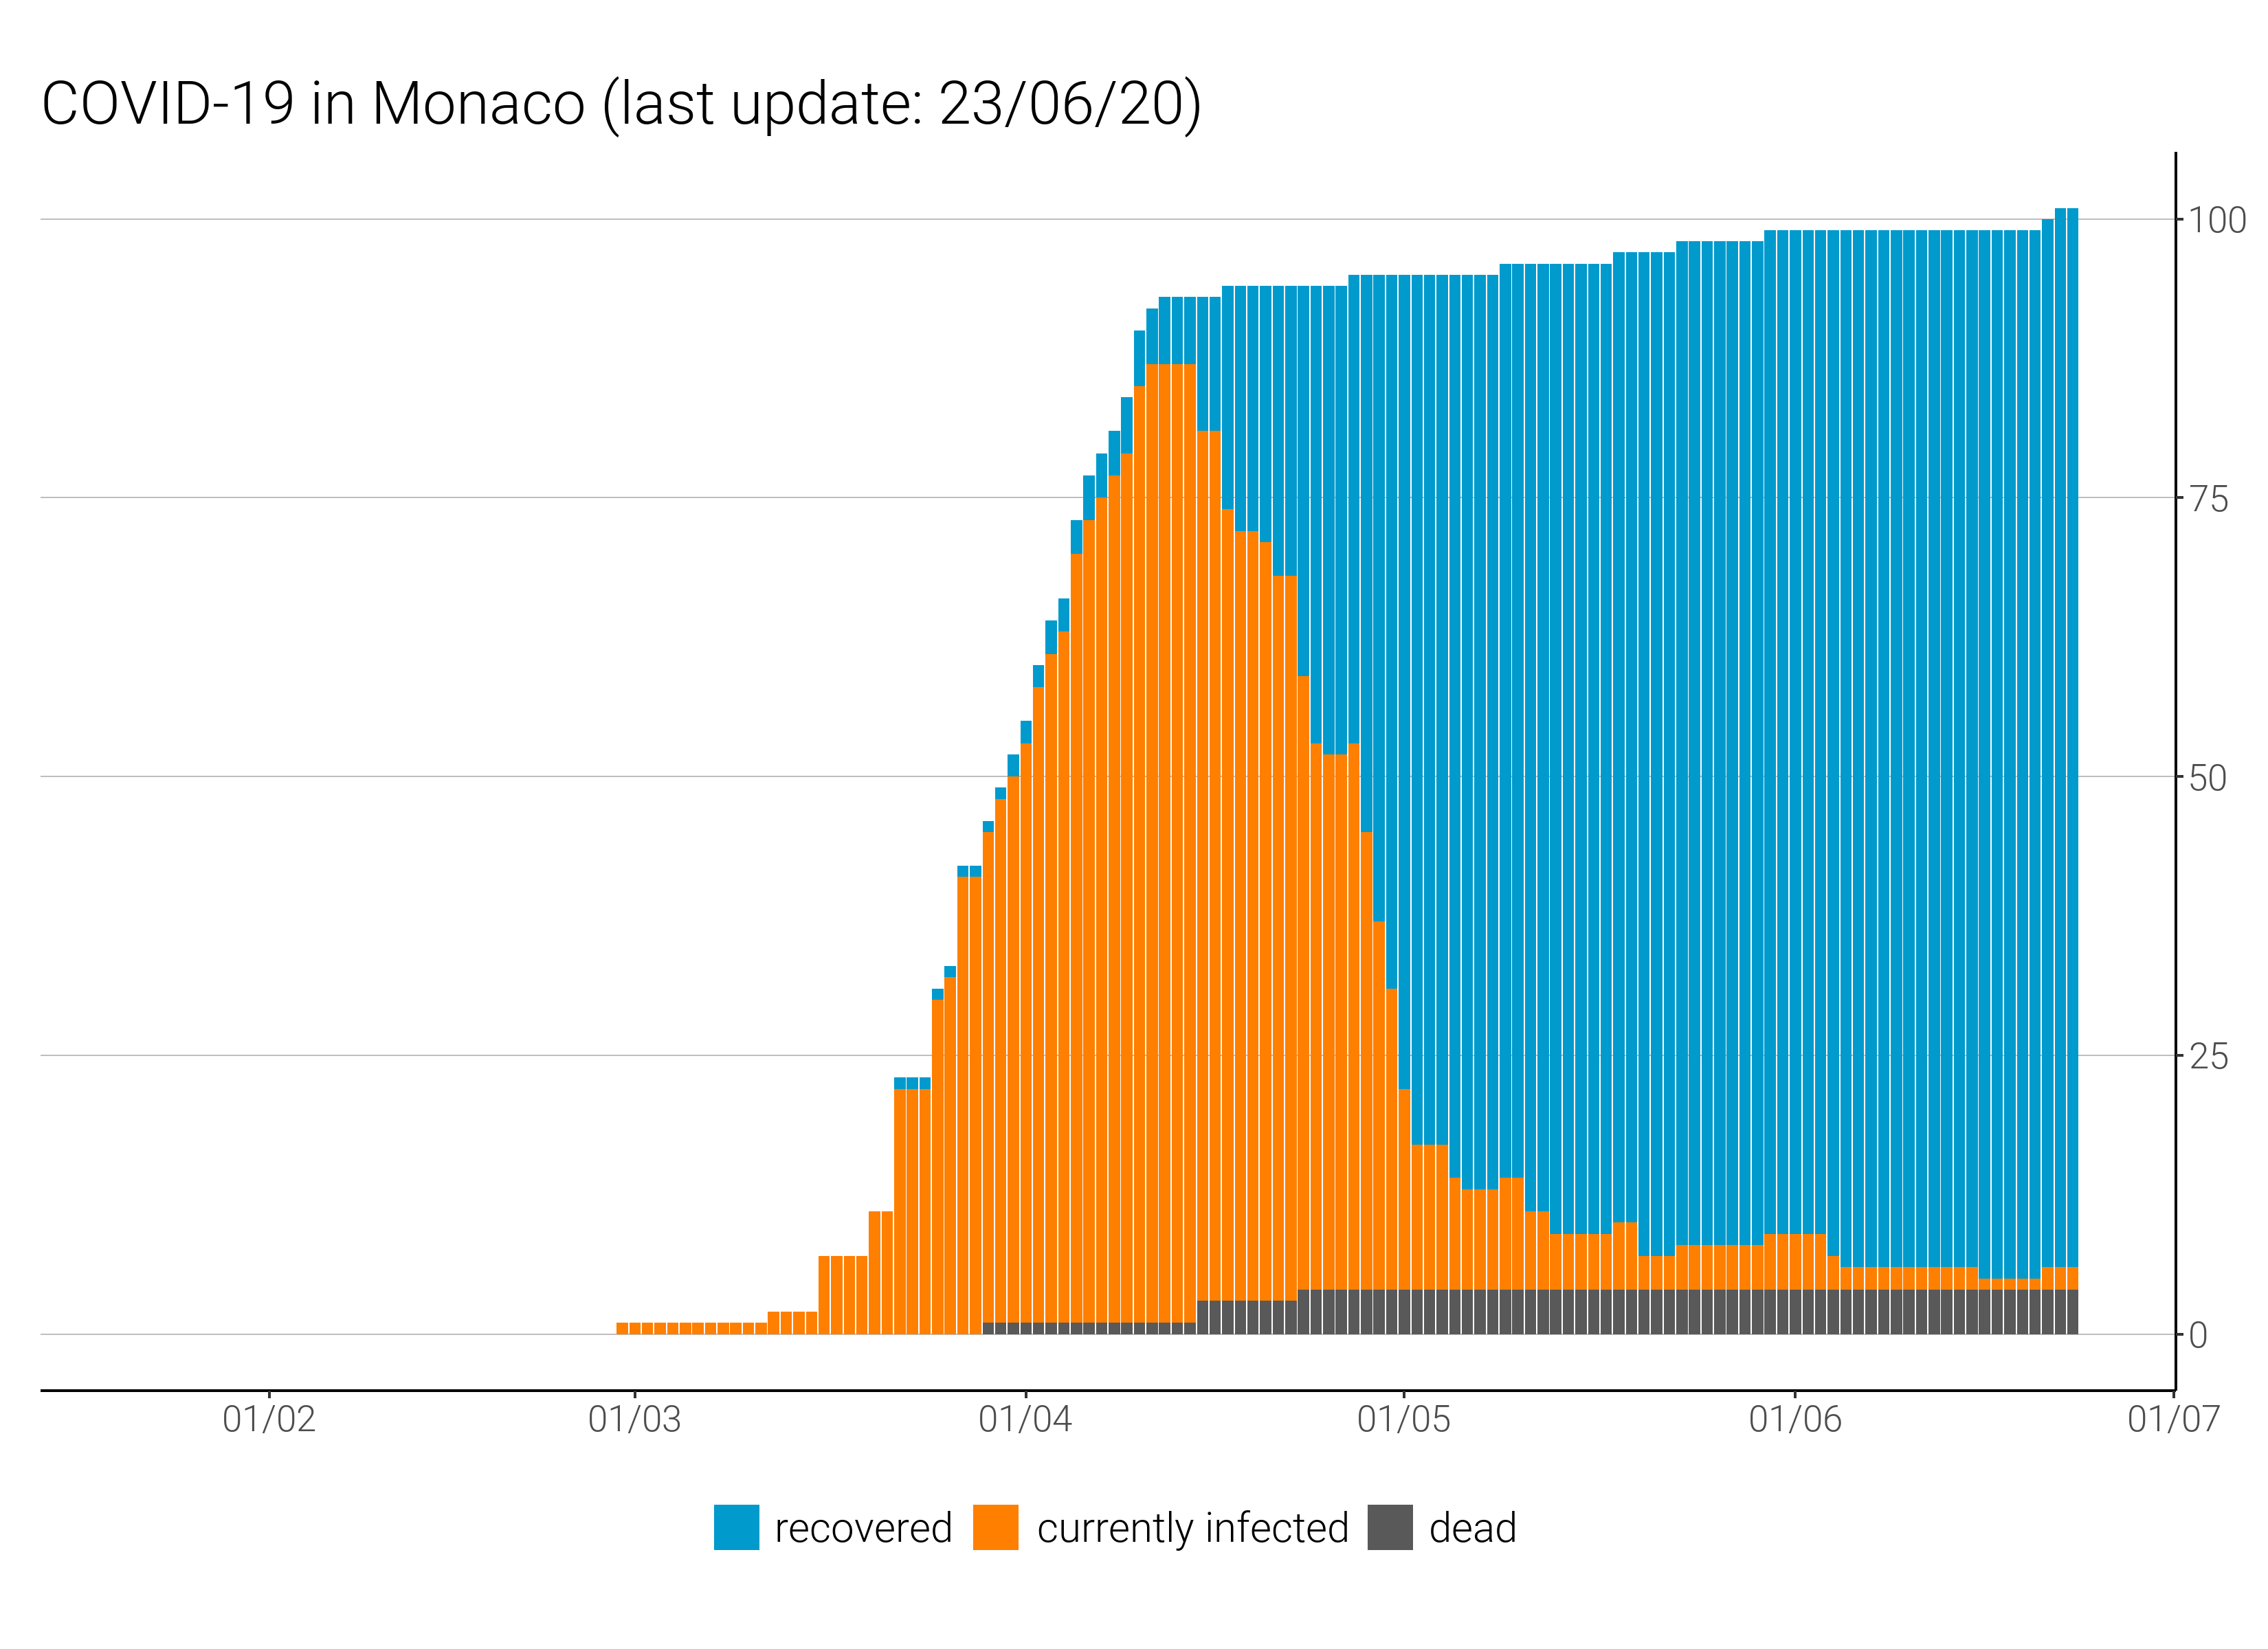 COVID-19 in Monaco (last update: 23/06/20)
100
75
50
25
0
01/02 01/03 01/04 01/05 01/06 01/07
recovered currently infected dead